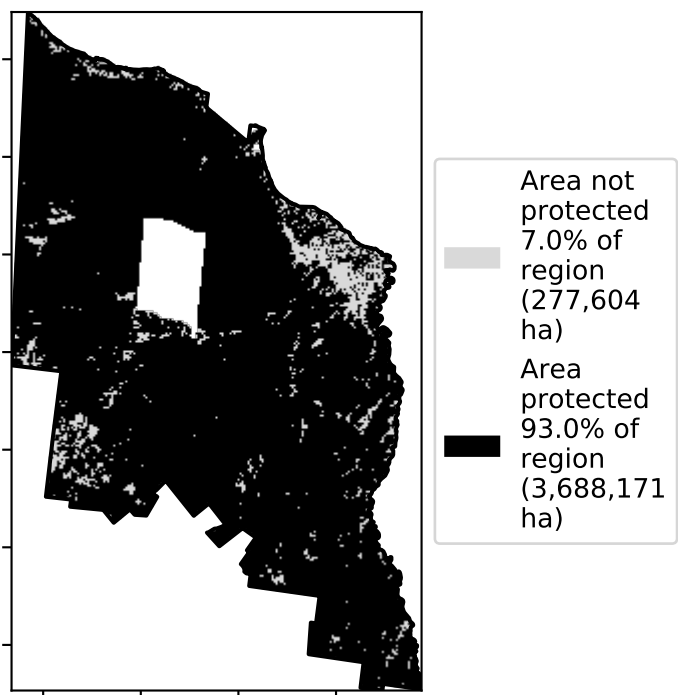 Area not
protected
7.0% of
region
(277,604
ha)
Area
protected
93.0% of
region
(3,688,171
ha)